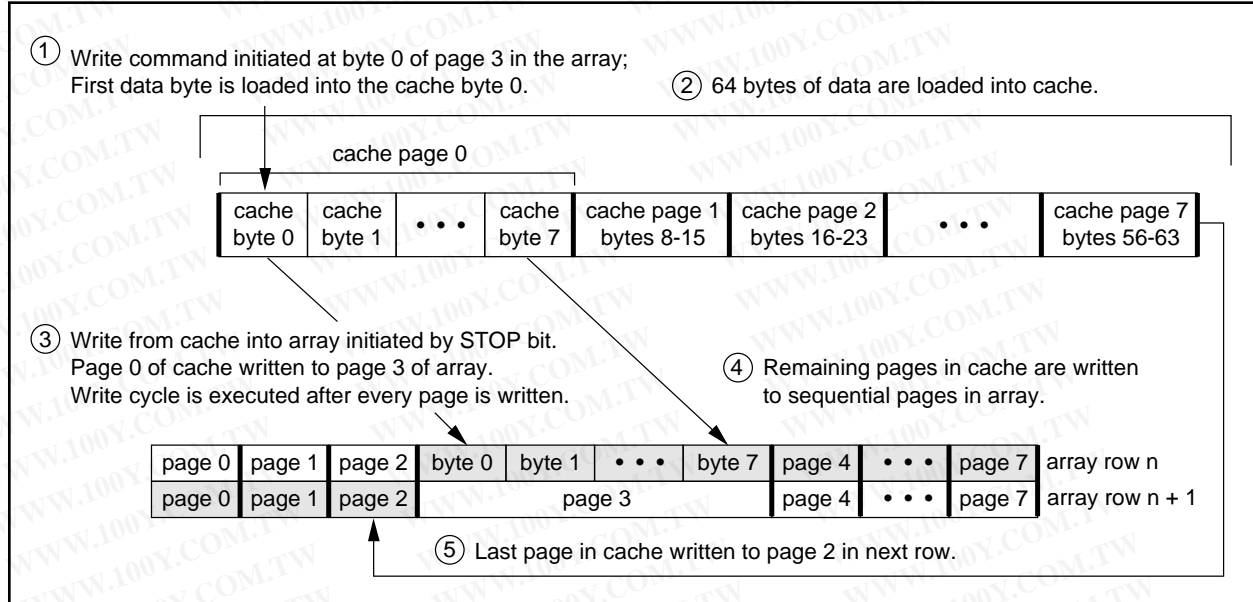 ① Write command initiated at byte 0 of page 3 in the array;
First data byte is loaded into the cache byte 0.
② 64 bytes of data are loaded into cache.
cache page 0
cache byte 0
cache byte 1
• • •
cache byte 7
cache page 1 bytes 8-15
cache page 2 bytes 16-23
• • •
cache page 7 bytes 56-63
③ Write from cache into array initiated by STOP bit.
Page 0 of cache written to page 3 of array.
Write cycle is executed after every page is written.
④ Remaining pages in cache are written
to sequential pages in array.
page 0 page 1 page 2 byte 0 byte 1 • • • byte 7 page 4 • • • page 7 array row n
page 0 page 1 page 2 page 3 page 4 • • • page 7 array row n + 1
⑤ Last page in cache written to page 2 in next row.
WWW.100Y.COM.TW